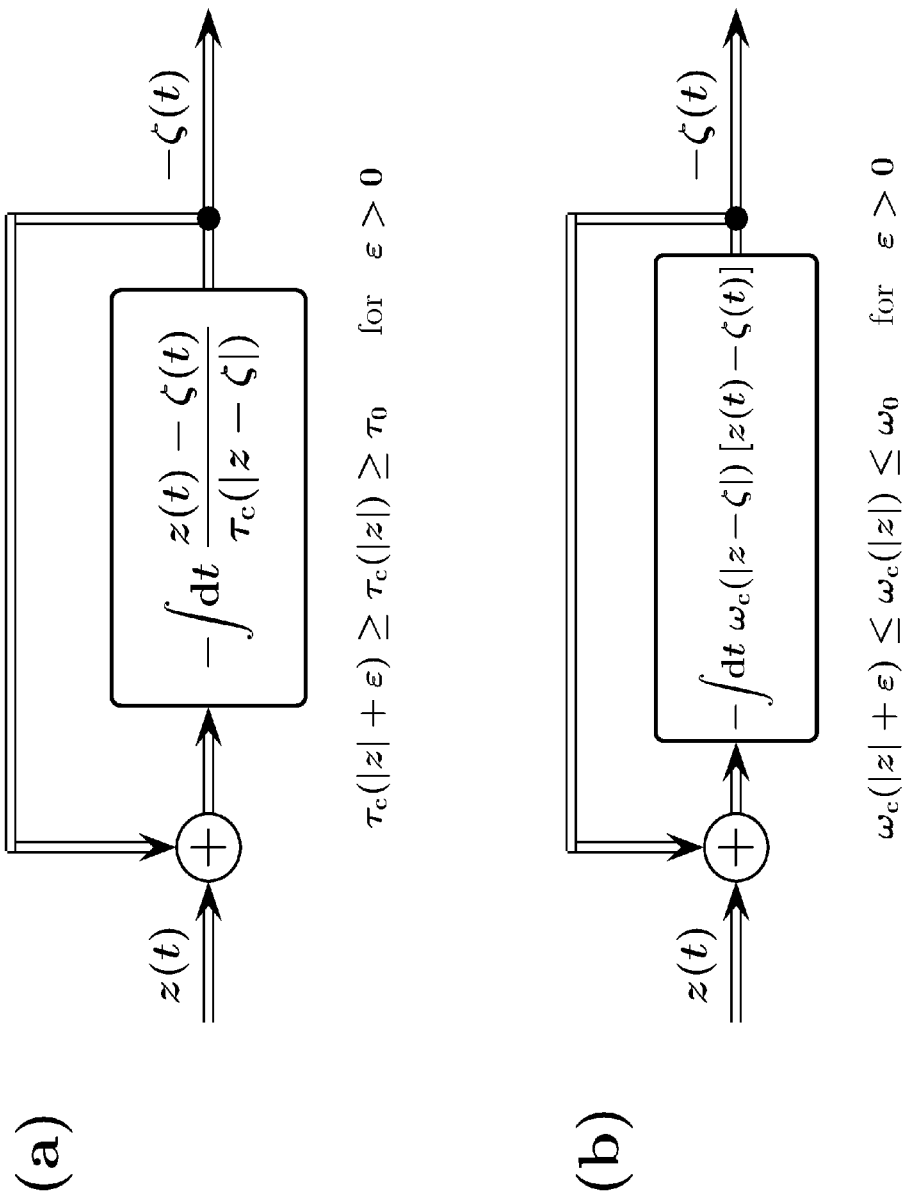 (a)
z(t)
+
− ∫ dt z(t) − ζ(t) / τc(|z − ζ|)
−ζ(t)
τc(|z| + ε) ≥ τc(|z|) ≥ τ0 for ε > 0
(b)
z(t)
+
− ∫ dt ωc(|z − ζ|) [z(t) − ζ(t)]
−ζ(t)
ωc(|z| + ε) ≤ ωc(|z|) ≤ ω0 for ε > 0